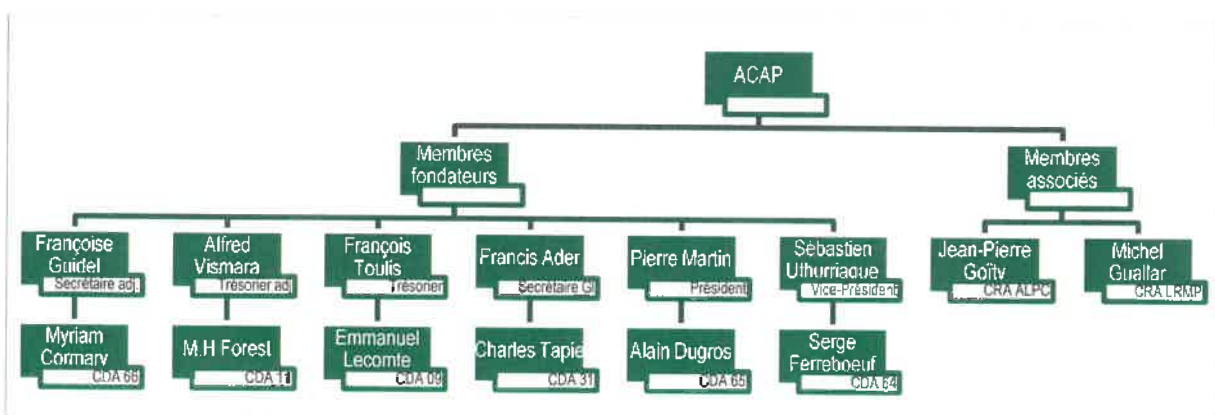 ACAP
Membres
fondateurs
Membres
associés
Françoise
Guidel
Secrétaire adj.
Alfred
Vismara
Trésorier adj
François
Toulis
Trésorier
Francis Ader
Secrétaire Gl
Pierre Martin
Président
Sébastien
Uthurriague
Vice-Président
Jean-Pierre
Goïty
CRA ALPC
Michel
Guallar
CRA LRMP
Myriam
Cormary
CDA 66
M.H Forest
CDA 11
Emmanuel
Lecomte
CDA 09
Charles Tapie
CDA 31
Alain Dugros
CDA 65
Serge
Ferreboeuf
CDA 64